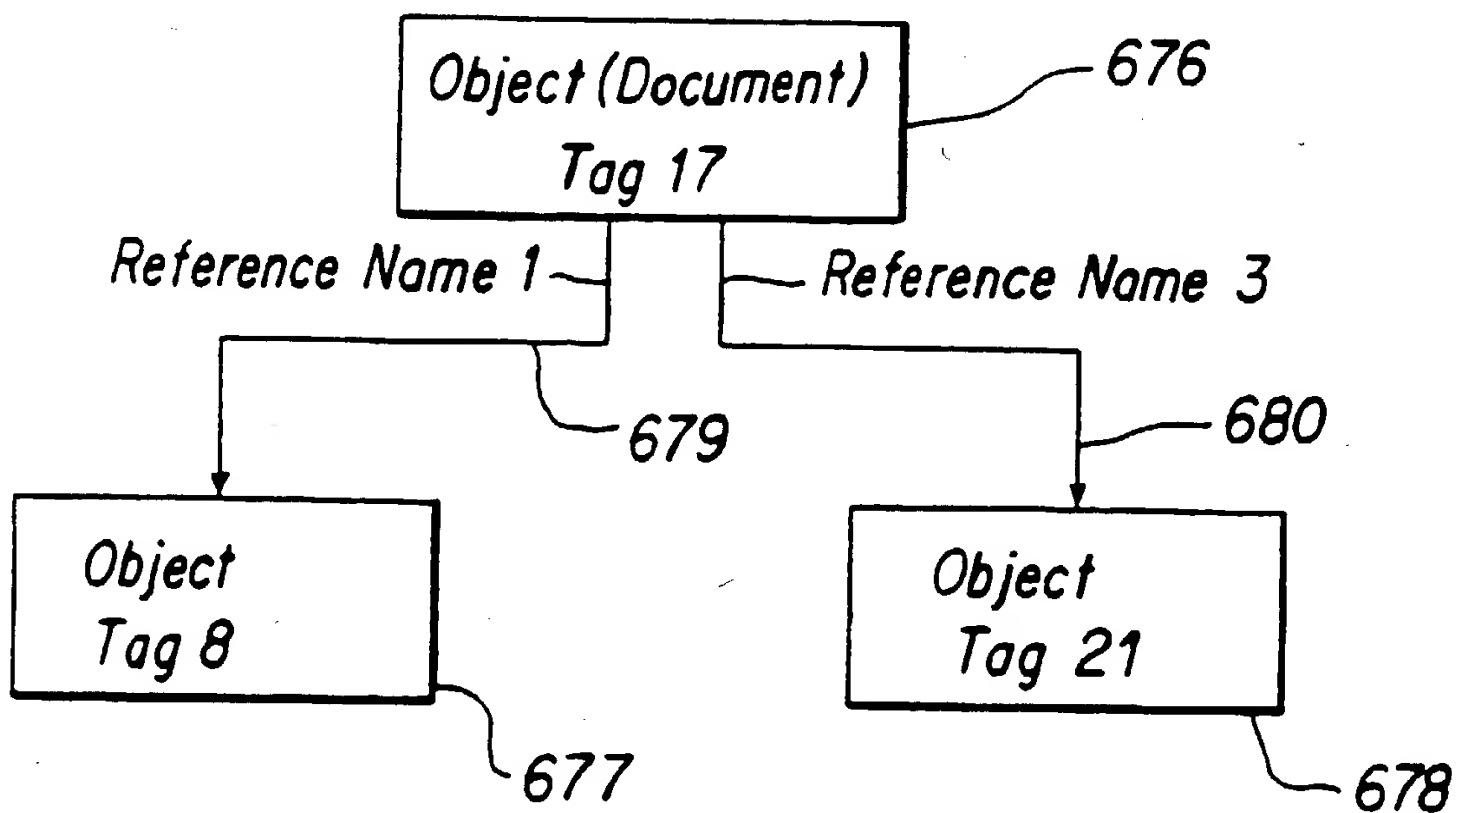 Object (Document)
Tag 17
676
Reference Name 1
Reference Name 3
679
680
Object
Tag 8
677
Object
Tag 21
678